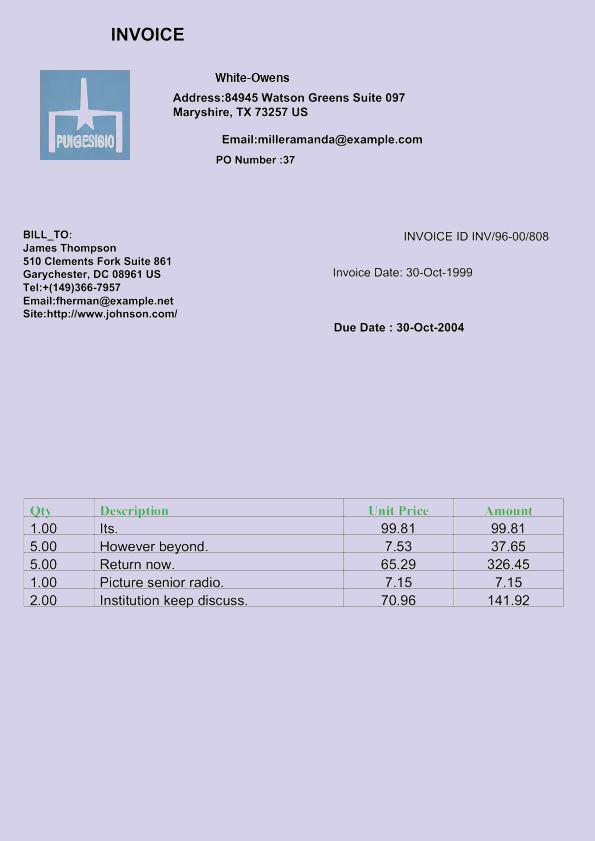 INVOICE
White-Owens
Address:84945 Watson Greens Suite 097
Maryshire, TX 73257 US
PUIGESIGIO
Email:milleramanda@example.com
PO Number :37
BILL_TO:
James Thompson
510 Clements Fork Suite 861
Garychester, DC 08961 US
Tel:+(149)366-7957
Email:fherman@example.net
Site:http://www.johnson.com/
INVOICE ID INV/96-00/808
Invoice Date: 30-Oct-1999
Due Date : 30-Oct-2004
Qty Description Unit Price Amount
1.00 Its. 99.81 99.81
5.00 However beyond. 7.53 37.65
5.00 Return now. 65.29 326.45
1.00 Picture senior radio. 7.15 7.15
2.00 Institution keep discuss. 70.96 141.92